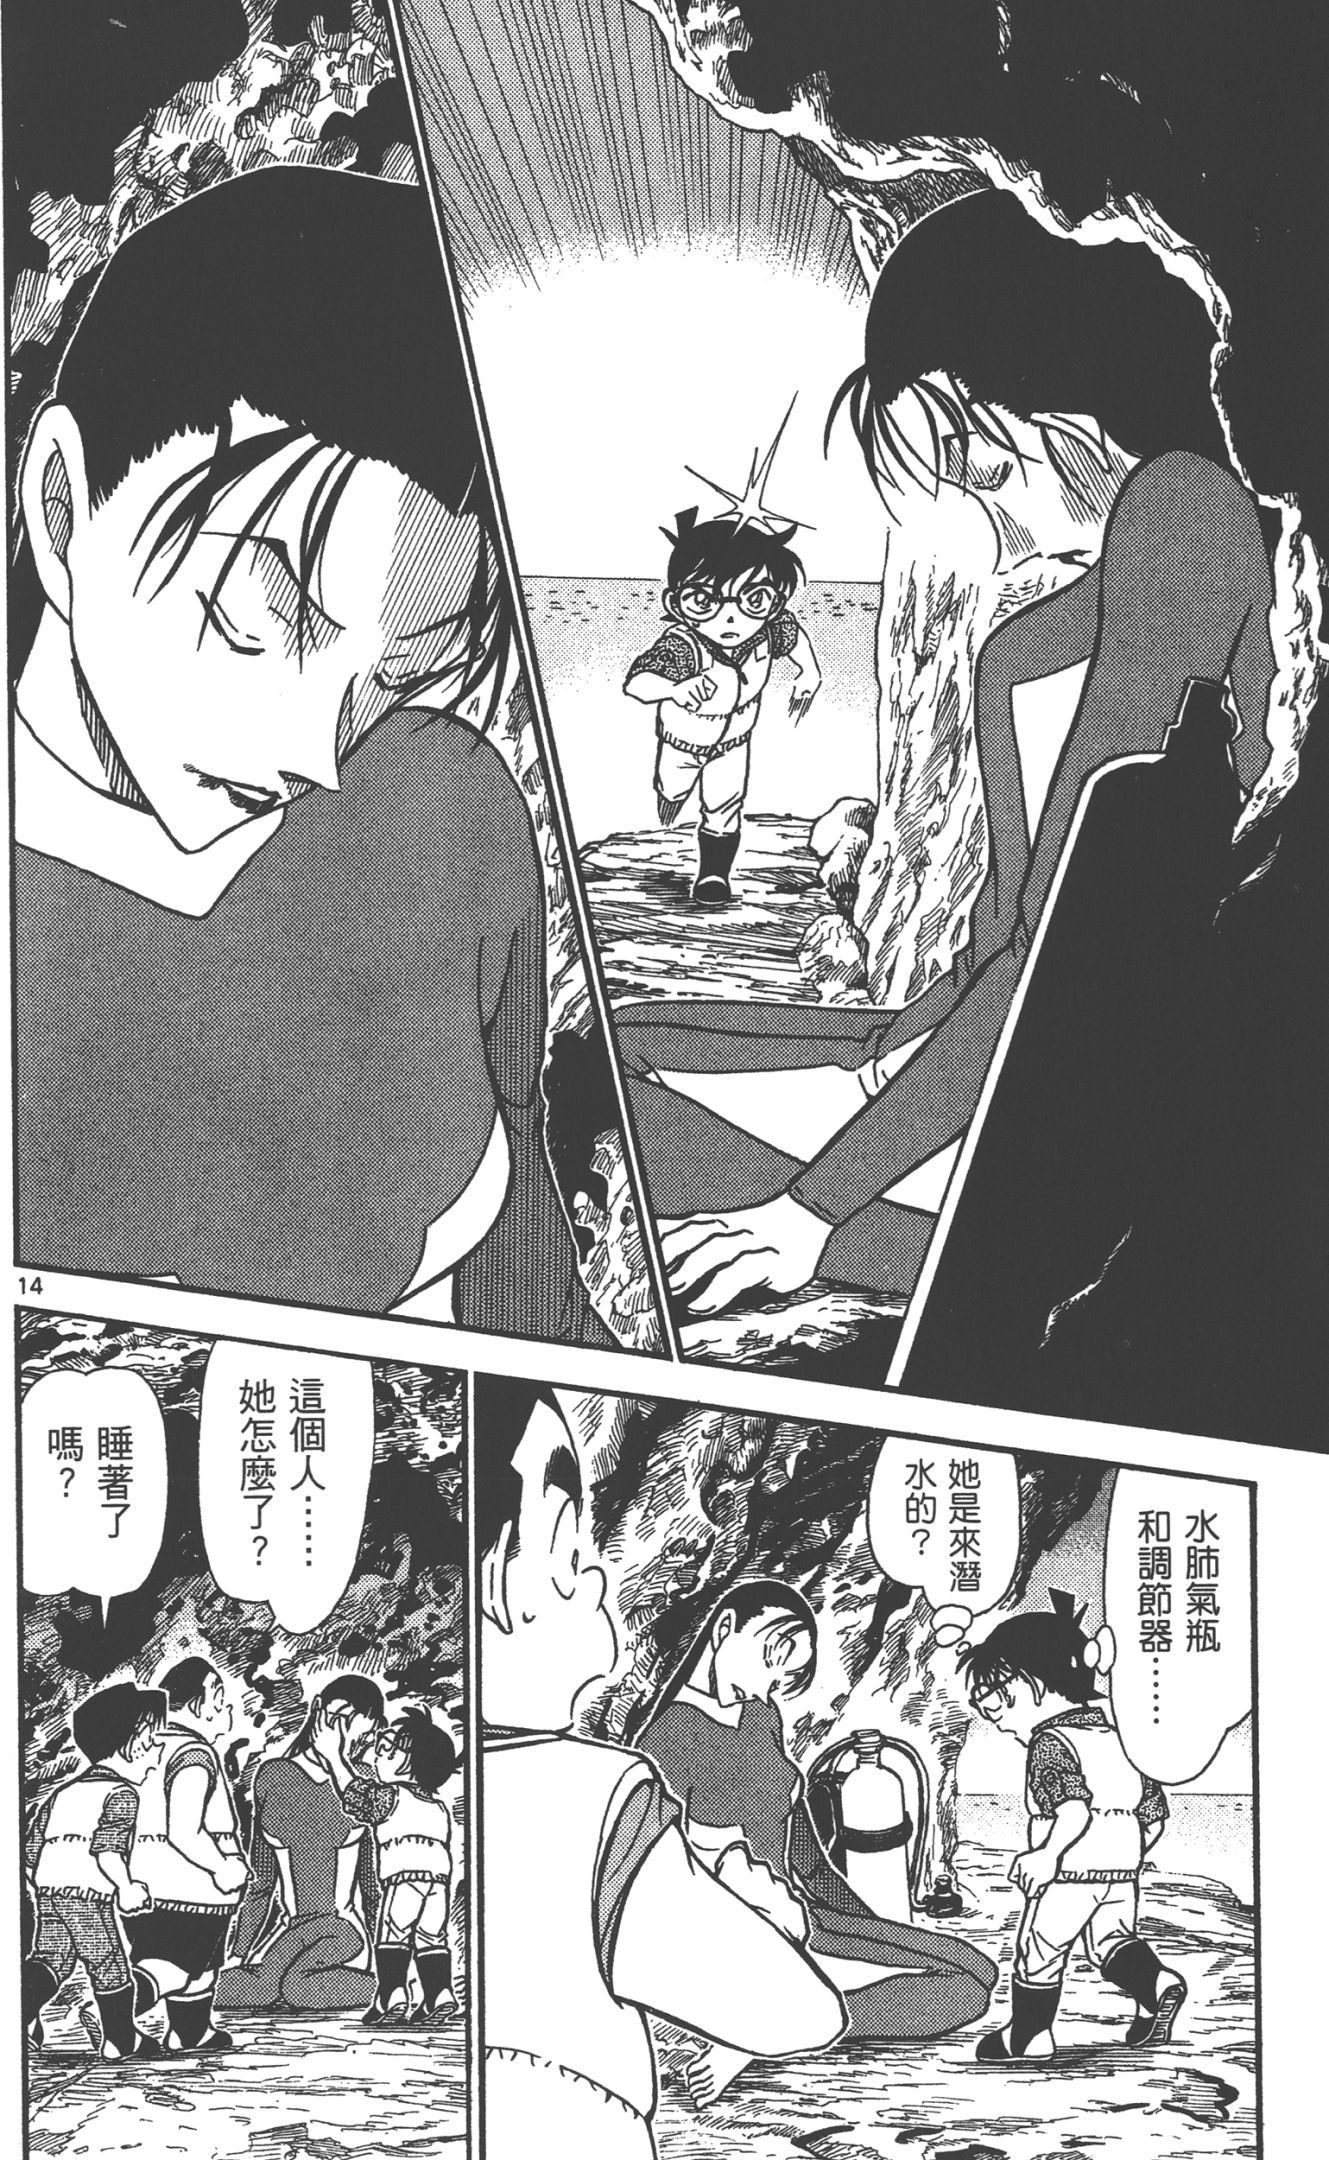 水肺氣瓶
和調節器……
她是來潛
水的？
這個人……
她怎麼了？
睡著了
嗎？
14